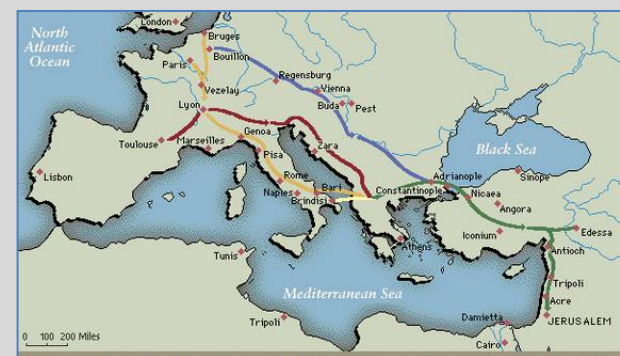 London
North
Atlantic
Ocean
Bruges
Bouillon
Paris
Regensburg
Vezelay
Vienna
Buda
Pest
Lyon
Genoa
Toulouse
Marseilles
Zara
Black Sea
Pisa
Lisbon
Rome
Adrianople
Sinope
Bari
Constantinople
Nicaea
Naples
Brindisi
Angora
Iconium
Edessa
Athens
Antioch
Tunis
Mediterranean Sea
Tripoli
Acre
Tripoli
Damietta
JERUSALEM
0 100 200 Miles
Cairo